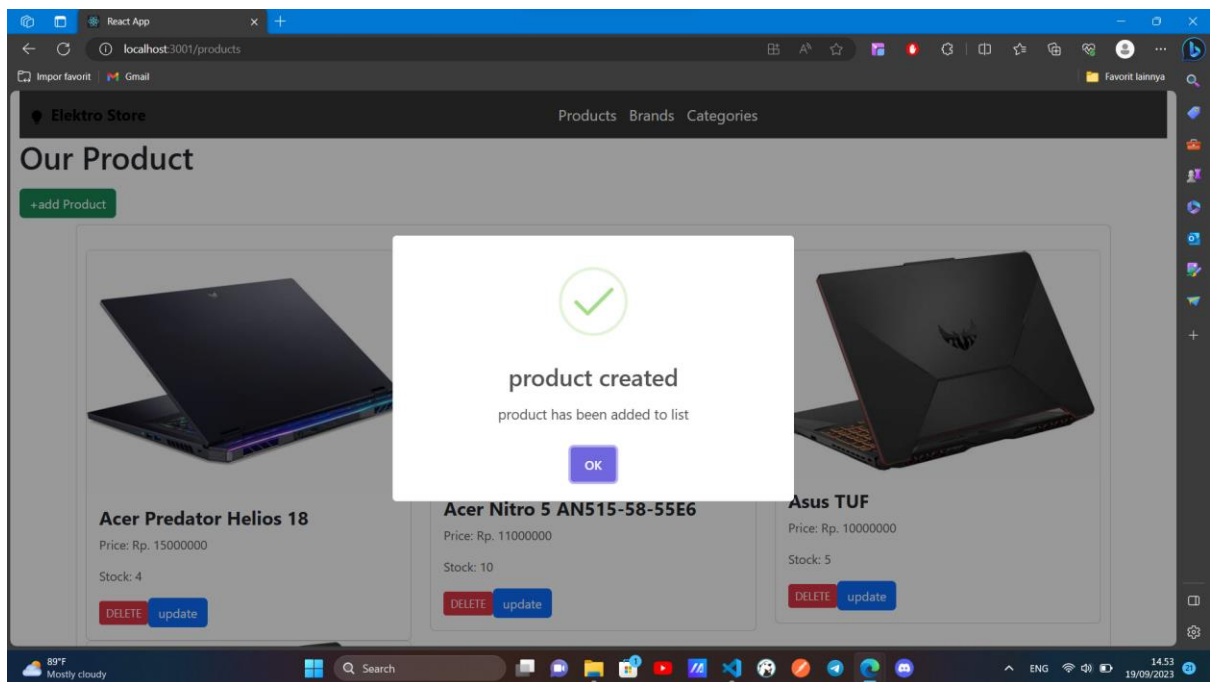 React App
localhost:3001/products
Impor favorit
Gmail
Favorit lainnya
Elektro Store
Products Brands Categories
Our Product
+add Product
product created
product has been added to list
OK
Acer Predator Helios 18
Price: Rp. 15000000
Stock: 4
DELETE update
Acer Nitro 5 AN515-58-55E6
Price: Rp. 11000000
Stock: 10
DELETE update
Asus TUF
Price: Rp. 10000000
Stock: 5
DELETE update
89°F
Mostly cloudy
Search
ENG
14.53
19/09/2023
21